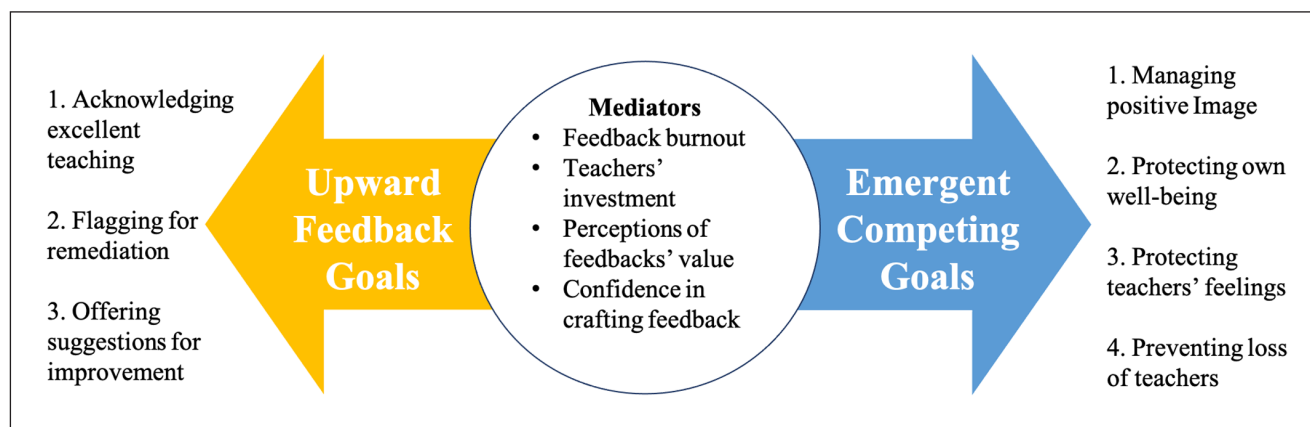 1. Acknowledging
excellent
teaching
2. Flagging for
remediation
3. Offering
suggestions for
improvement
Upward
Feedback
Goals
Mediators
• Feedback burnout
• Teachers'
investment
• Perceptions of
feedbacks' value
• Confidence in
crafting feedback
Emergent
Competing
Goals
1. Managing
positive Image
2. Protecting own
well-being
3. Protecting
teachers' feelings
4. Preventing loss
of teachers